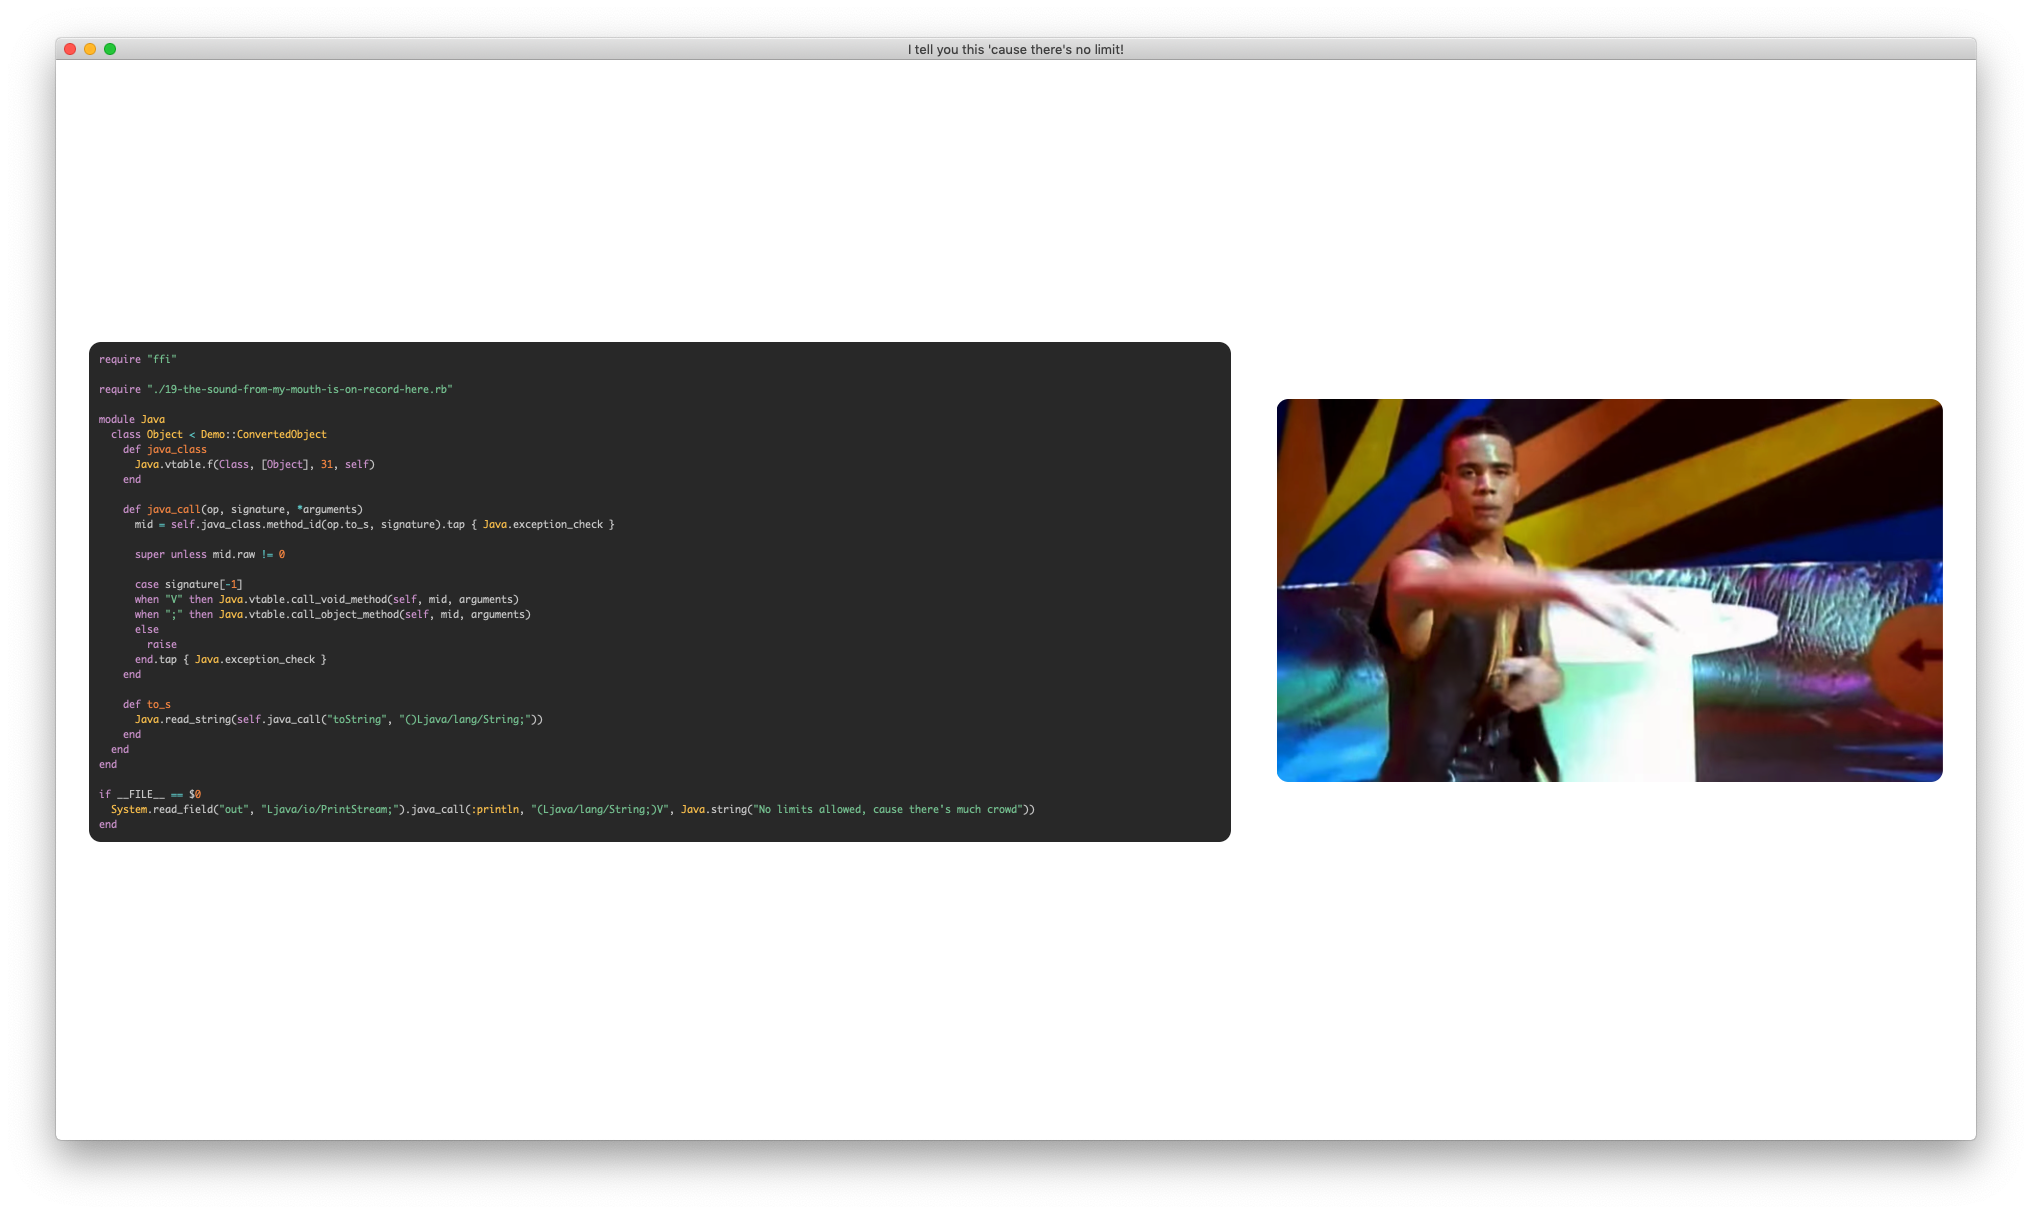 I tell you this 'cause there's no limit!
require "ffi"
require "./19-the-sound-from-my-mouth-is-on-record-here.rb"
module Java
class Object < Demo::ConvertedObject
def java_class
Java.vtable.f(Class, [Object], 31, self)
end
def java_call(op, signature, *arguments)
mid = self.java_class.method_id(op.to_s, signature).tap { Java.exception_check }
super unless mid.raw != 0
case signature[-1]
when "V" then Java.vtable.call_void_method(self, mid, arguments)
when ";" then Java.vtable.call_object_method(self, mid, arguments)
else
raise
end.tap { Java.exception_check }
end
def to_s
Java.read_string(self.java_call("toString", "()Ljava/lang/String;"))
end
end
end
if __FILE__ == $0
System.read_field("out", "Ljava/io/PrintStream;").java_call(:println, "(Ljava/lang/String;)V", Java.string("No limits allowed, cause there's much crowd"))
end